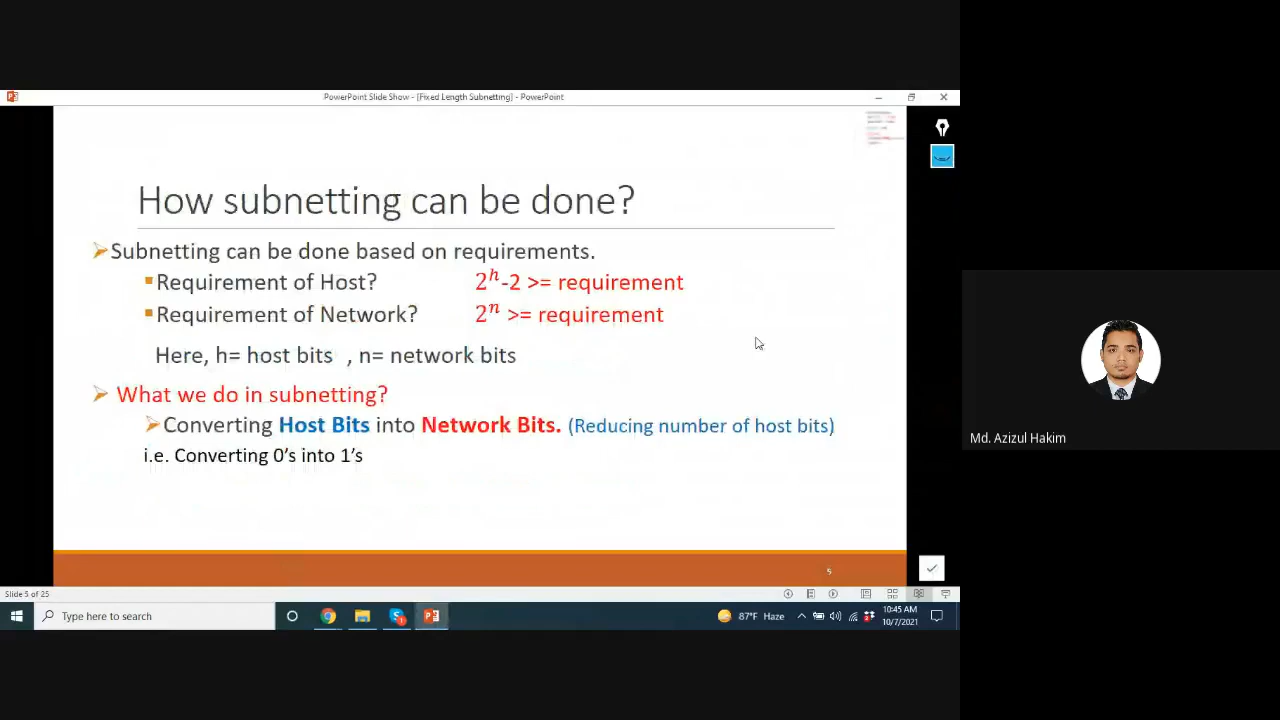 PowerPoint Slide Show - [Fixed Length Subnetting] - PowerPoint
How subnetting can be done?
Subnetting can be done based on requirements.
Requirement of Host? 2^h-2 >= requirement
Requirement of Network? 2^n >= requirement
Here, h= host bits , n= network bits
What we do in subnetting?
Converting Host Bits into Network Bits. (Reducing number of host bits)
i.e. Converting 0's into 1's
5
Md. Azizul Hakim
Slide 5 of 25
Type here to search
87°F Haze
10:45 AM
10/7/2021